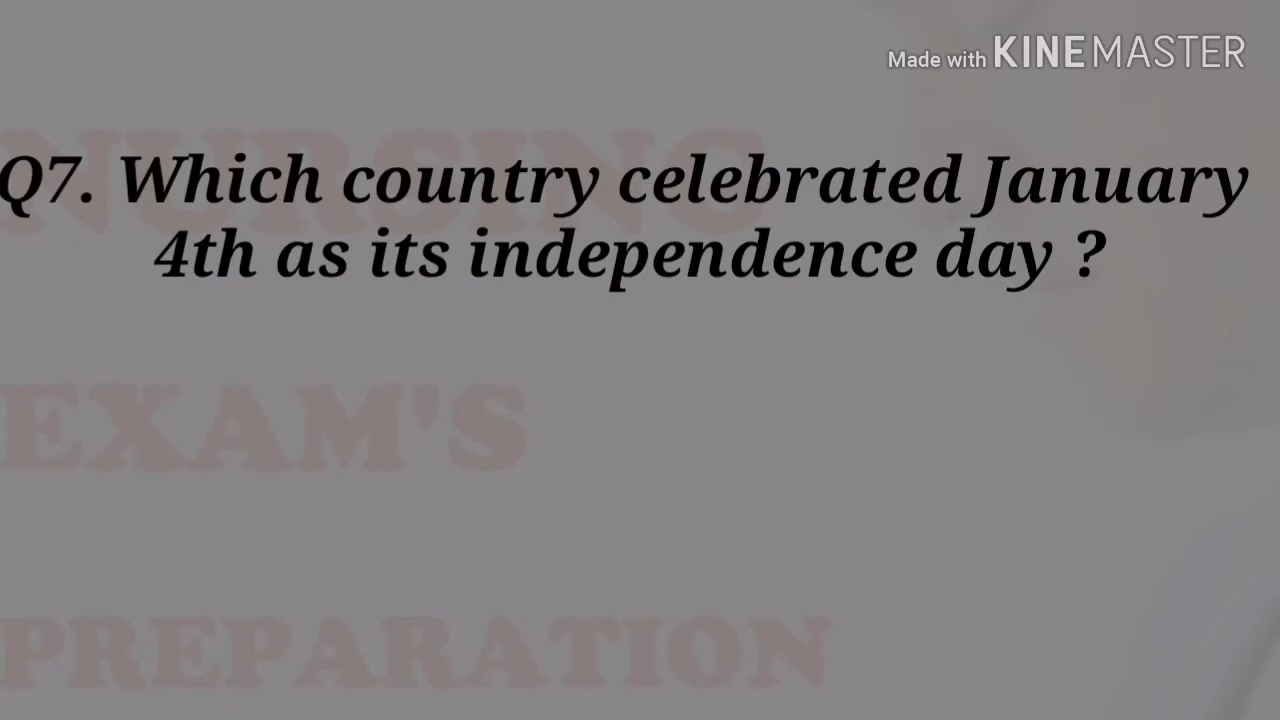 Made with KINEMASTER
NURSING
Q7. Which country celebrated January
4th as its independence day ?
EXAM'S
PREPARATION